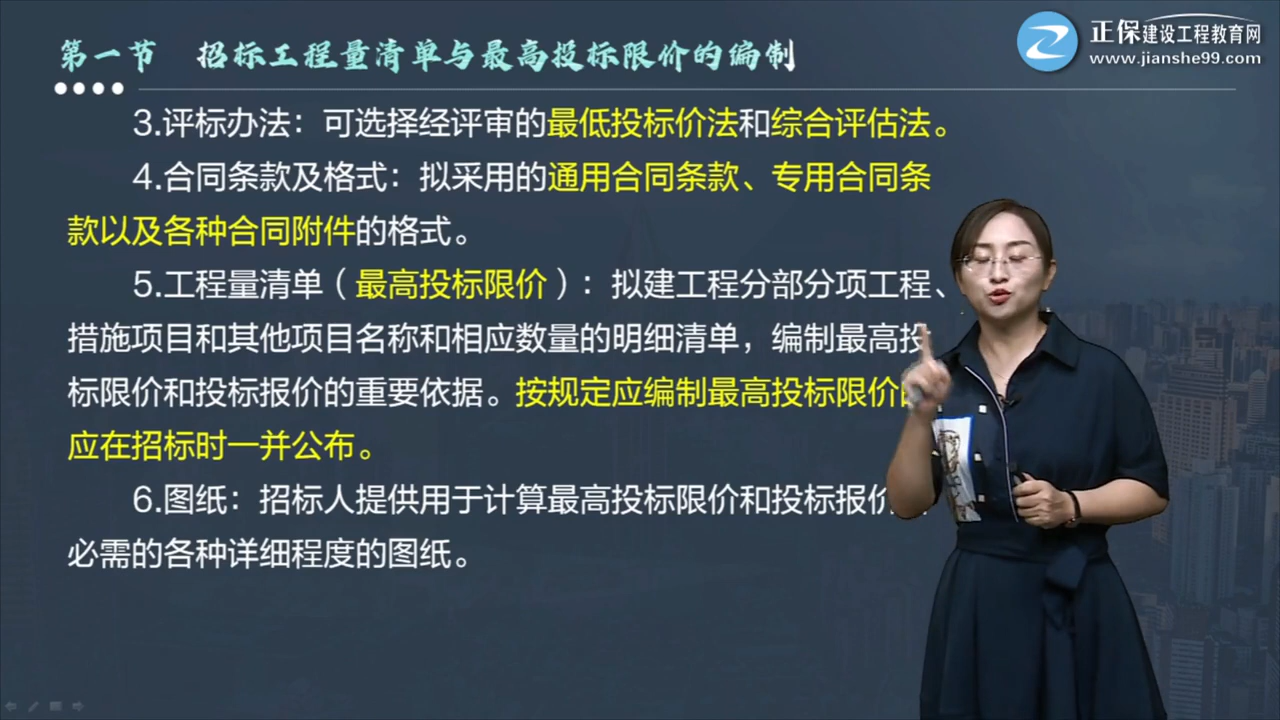 第一节 招标工程量清单与最高投标限价的编制
正保建设工程教育网
www.jianshe99.com
3.评标办法：可选择经评审的最低投标价法和综合评估法。
4.合同条款及格式：拟采用的通用合同条款、专用合同条
款以及各种合同附件的格式。
5.工程量清单（最高投标限价）：拟建工程分部分项工程、
措施项目和其他项目名称和相应数量的明细清单，编制最高投
标限价和投标报价的重要依据。按规定应编制最高投标限价
应在招标时一并公布。
6.图纸：招标人提供用于计算最高投标限价和投标报价
必需的各种详细程度的图纸。